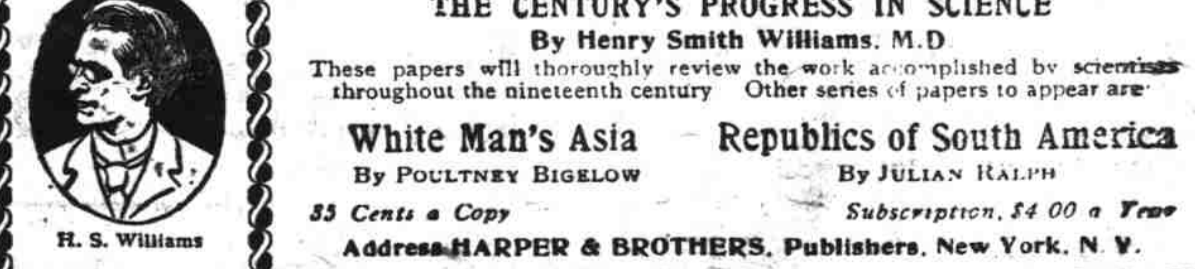 THE CENTURY'S PROGRESS IN SCIENCE
By Henry Smith Williams. M.D
These papers will thoroughly review the work accomplished by scientists
throughout the nineteenth century Other series of papers to appear are
White Man's Asia
By POULTNEY BIGELOW
Republics of South America
By JULIAN RALPH
35 Cents a Copy
Subscription, $4 00 a Year
Address HARPER & BROTHERS, Publishers, New York, N. Y.
H. S. Williams